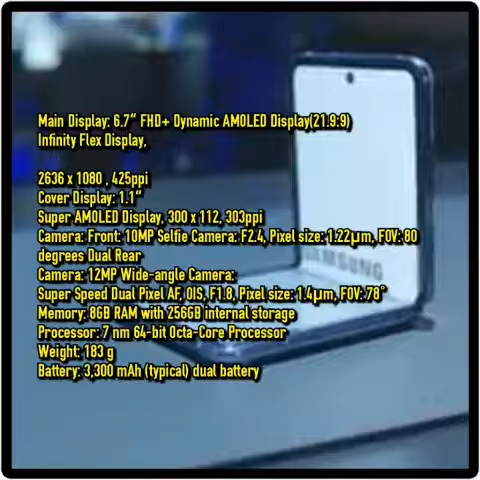 Main Display: 6.7" FHD+ Dynamic AMOLED Display(21.9:9)
Infinity Flex Display,
2636 x 1080 , 425ppi
Cover Display: 1.1"
Super AMOLED Display, 300 x 112, 303ppi
Camera: Front: 10MP Selfie Camera: F2.4, Pixel size: 1.22μm, FOV: 80
degrees Dual Rear
Camera: 12MP Wide-angle Camera:
Super Speed Dual Pixel AF, OIS, F1.8, Pixel size: 1.4μm, FOV: 78°
Memory: 8GB RAM with 256GB internal storage
Processor: 7 nm 64-bit Octa-Core Processor
Weight: 183 g
Battery: 3,300 mAh (typical) dual battery
SAMSUNG